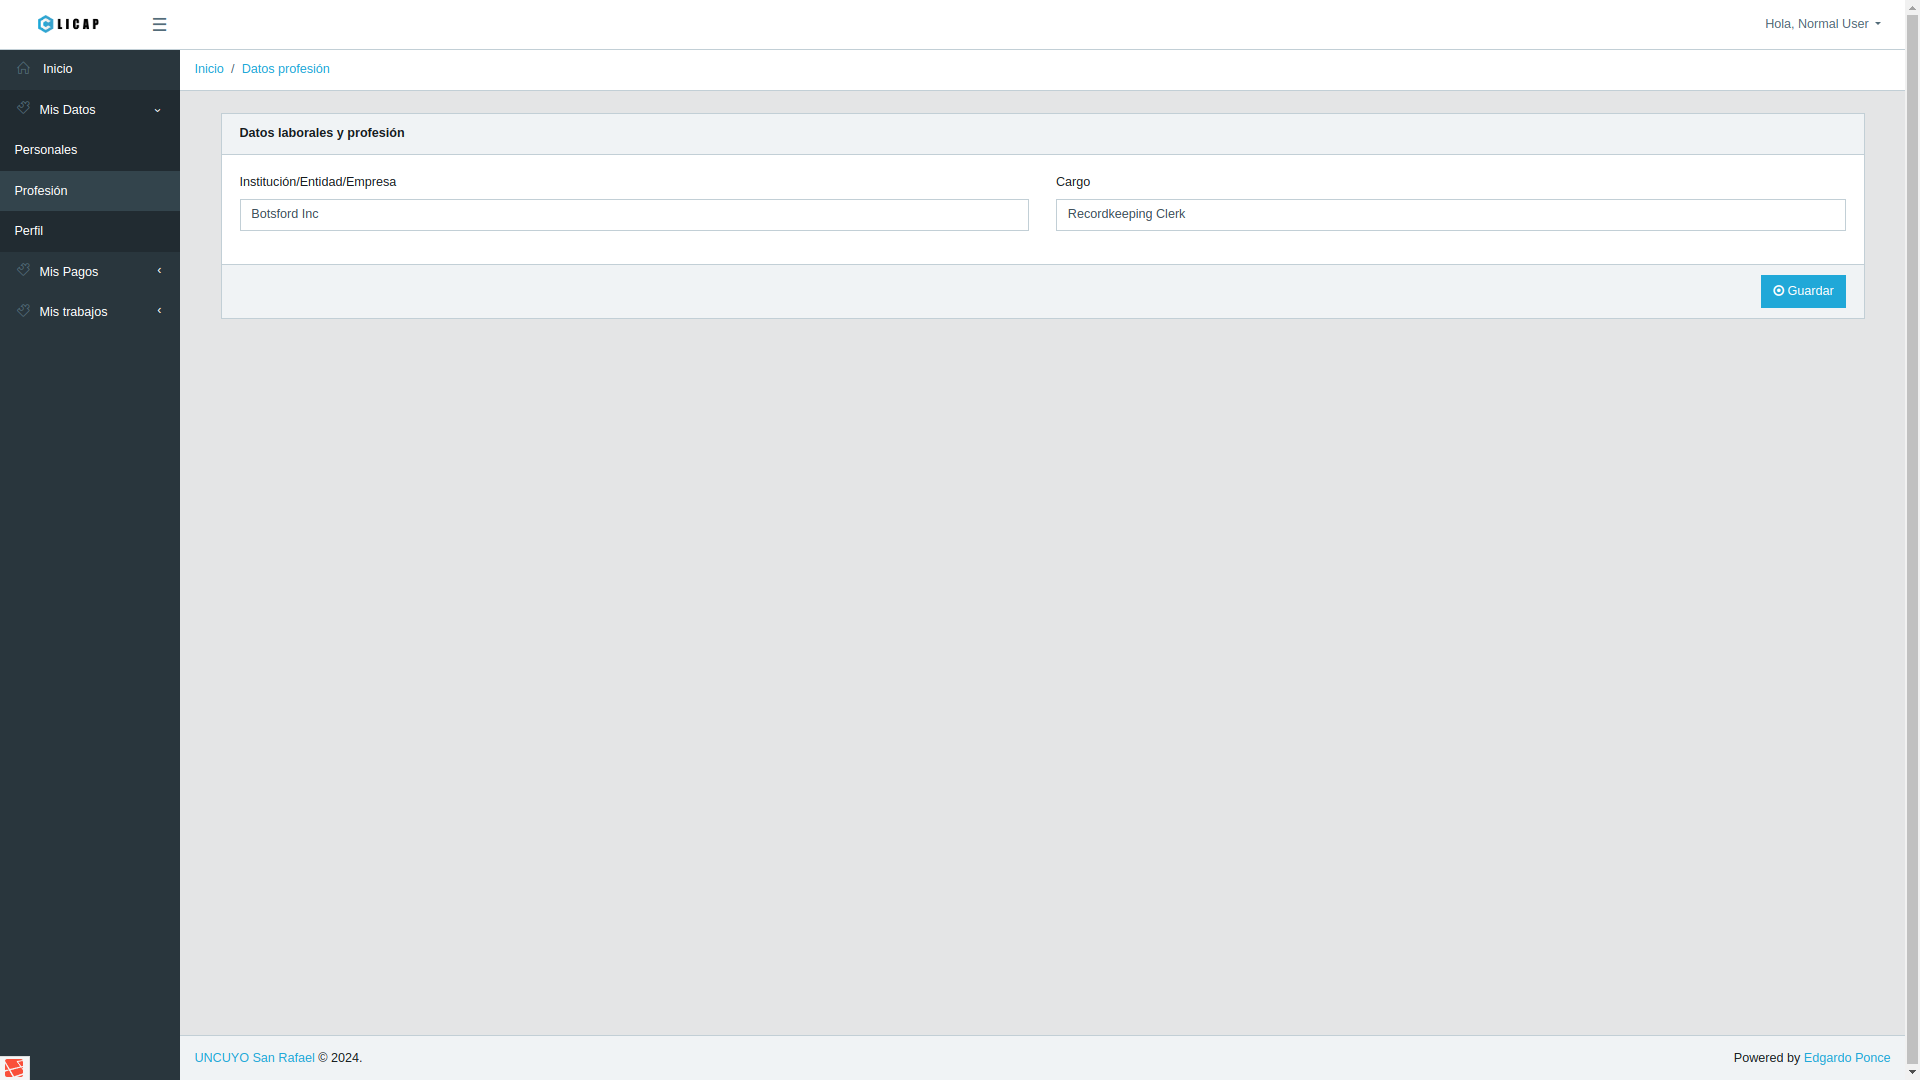 LICAP
Hola, Normal User
Inicio
Mis Datos
Personales
Profesión
Perfil
Mis Pagos
Mis trabajos
Inicio / Datos profesión
Datos laborales y profesión
Institución/Entidad/Empresa
Botsford Inc
Cargo
Recordkeeping Clerk
Guardar
UNCUYO San Rafael © 2024.
Powered by Edgardo Ponce